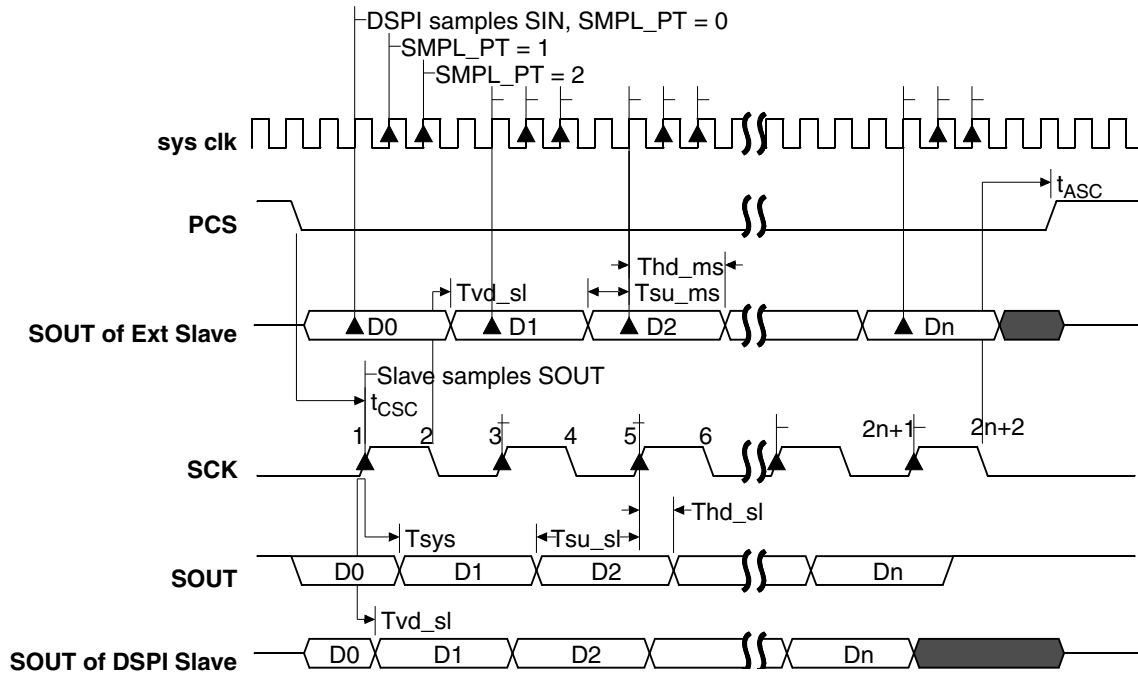 DSPI samples SIN, SMPL_PT = 0
SMPL_PT = 1
SMPL_PT = 2
sys clk
tASC
PCS
Thd_ms
Tvd_sl
Tsu_ms
SOUT of Ext Slave
D0
D1
D2
Dn
Slave samples SOUT
tCSC
1
2
3
4
5
6
2n+1
2n+2
SCK
Thd_sl
Tsys
Tsu_sl
SOUT
D0
D1
D2
Dn
Tvd_sl
SOUT of DSPI Slave
D0
D1
D2
Dn